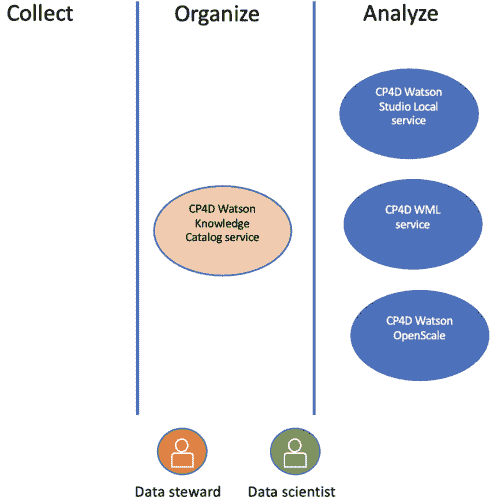 Collect
Organize
Analyze
CP4D Watson
Studio Local
service
CP4D Watson
Knowledge
Catalog service
CP4D WML
service
CP4D Watson
OpenScale
Data steward
Data scientist